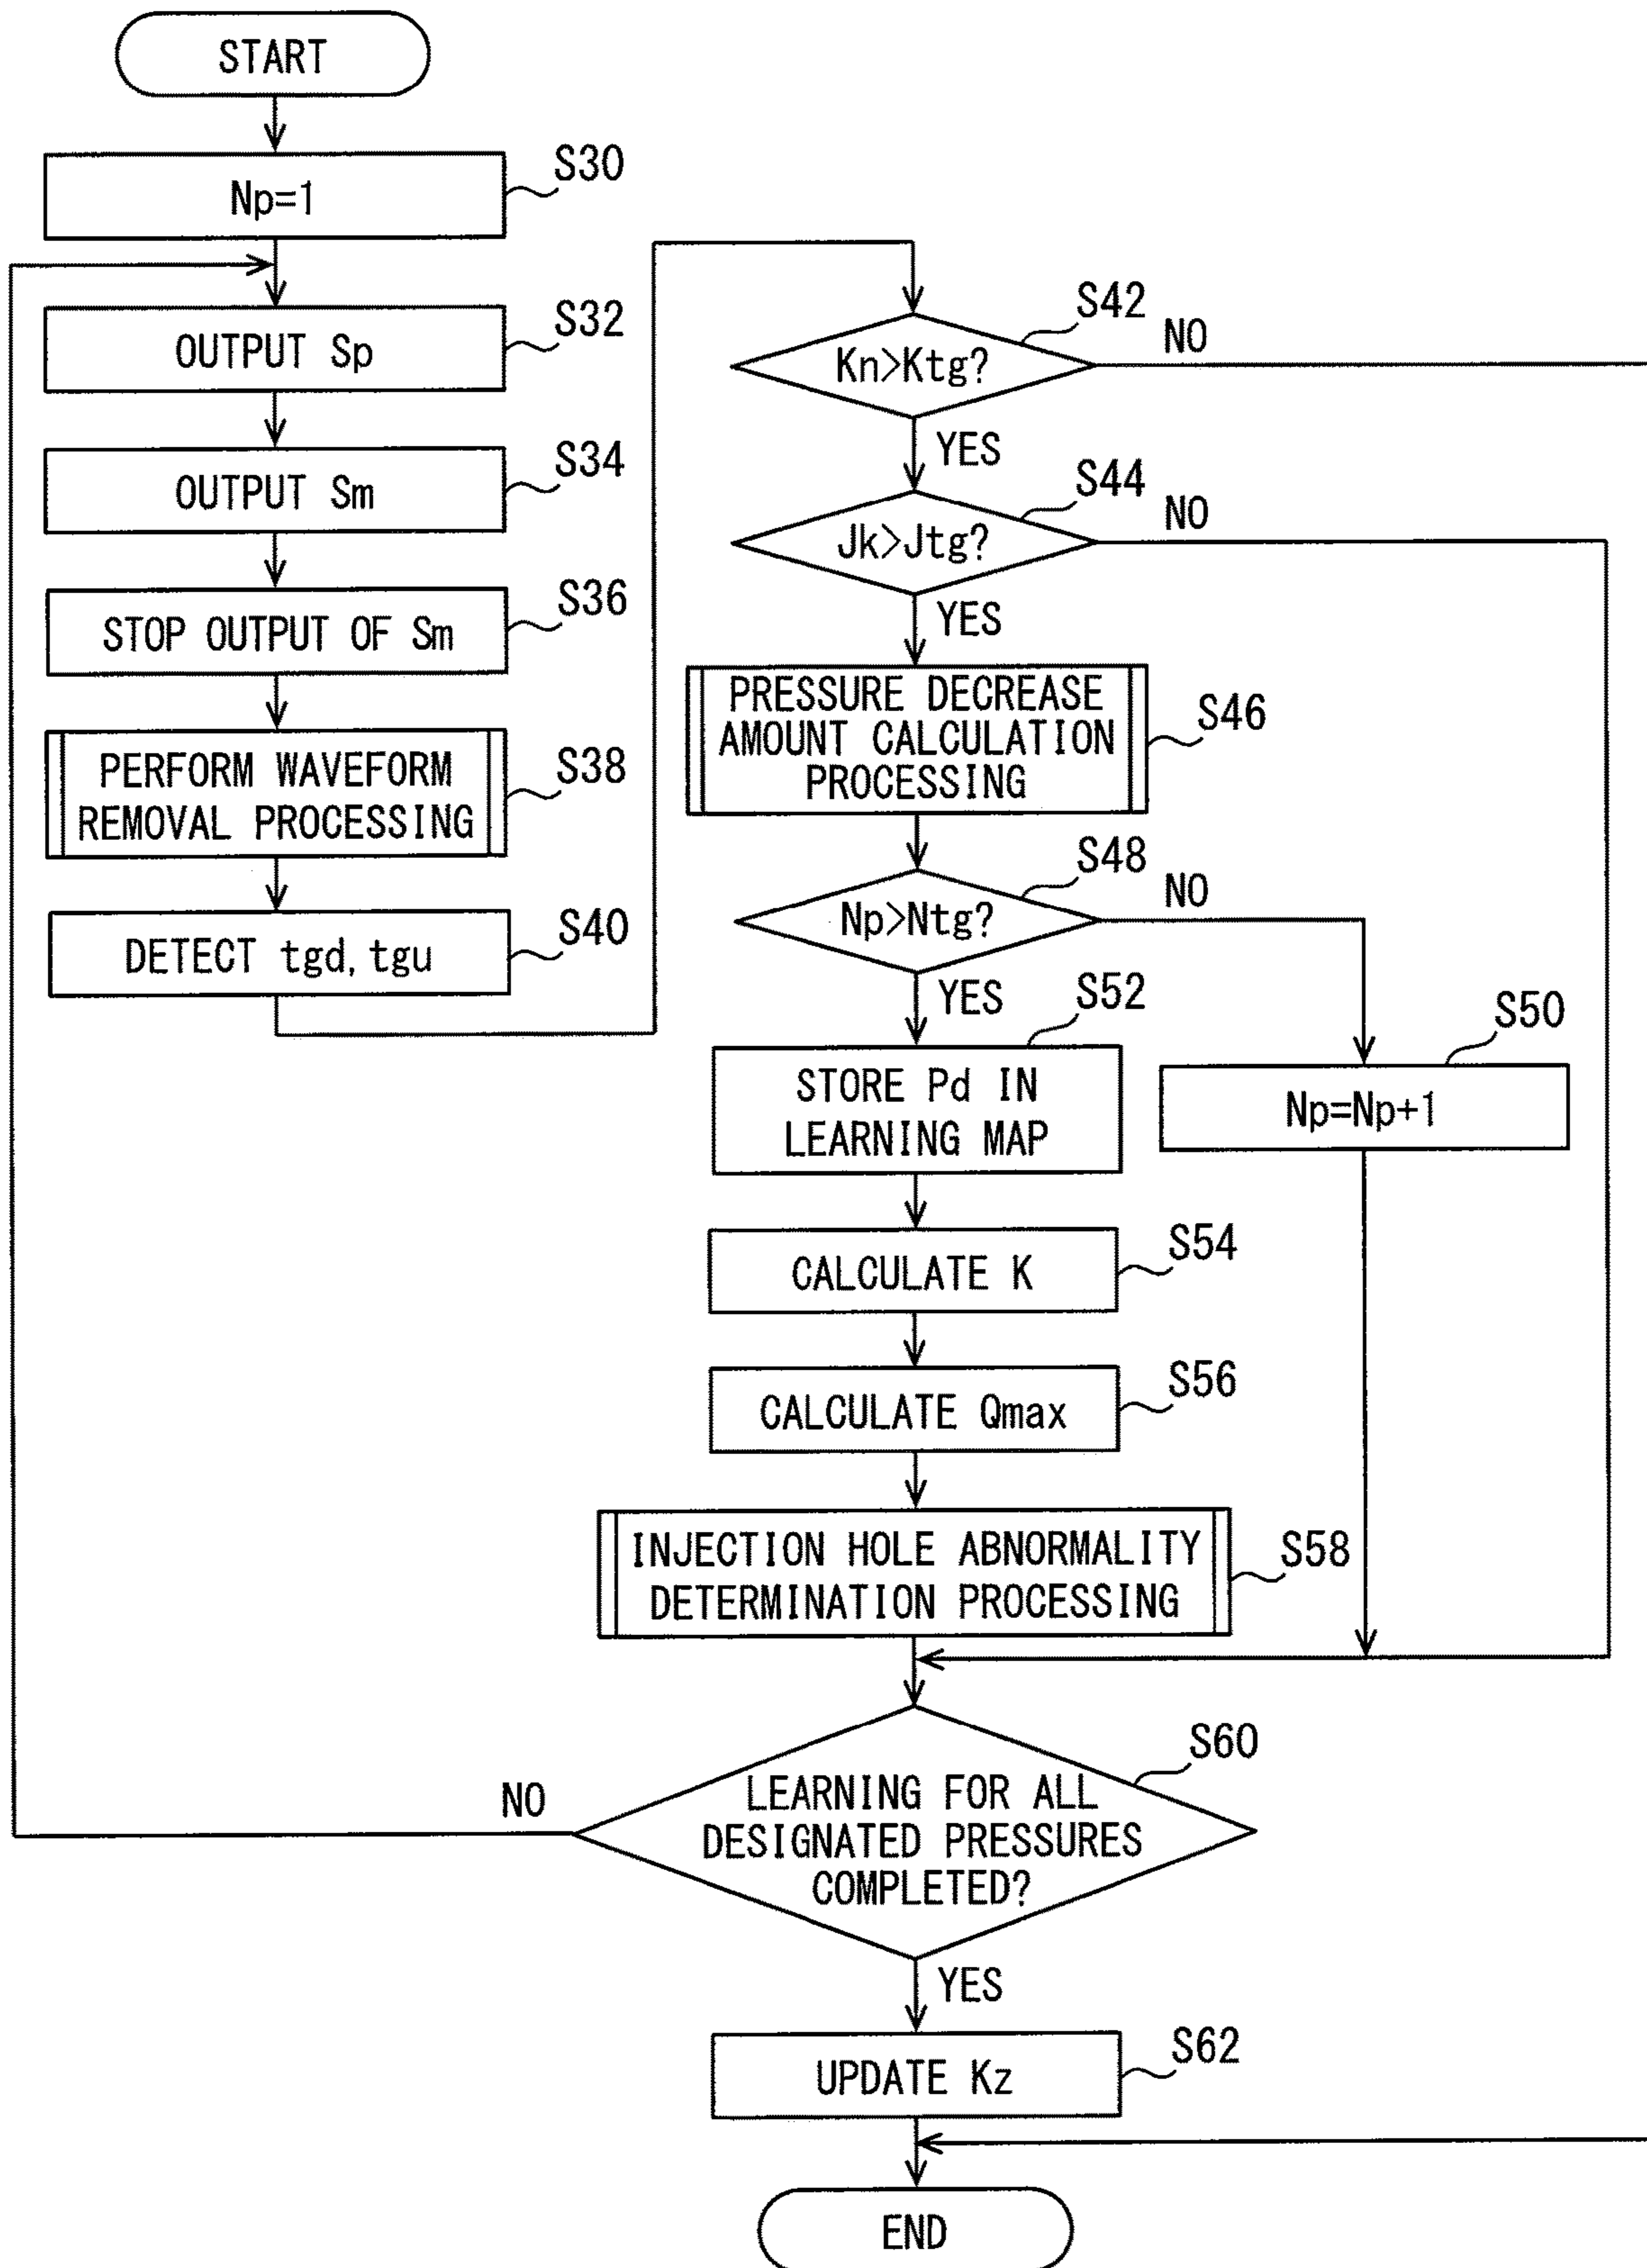 START
S30
Np=1
S32
OUTPUT Sp
S34
OUTPUT Sm
S36
STOP OUTPUT OF Sm
S38
PERFORM WAVEFORM
REMOVAL PROCESSING
S40
DETECT tgd, tgu
S42
Kn>Ktg?
NO
YES
S44
Jk>Jtg?
NO
YES
S46
PRESSURE DECREASE
AMOUNT CALCULATION
PROCESSING
S48
Np>Ntg?
NO
YES
S50
Np=Np+1
S52
STORE Pd IN
LEARNING MAP
S54
CALCULATE K
S56
CALCULATE Qmax
S58
INJECTION HOLE ABNORMALITY
DETERMINATION PROCESSING
S60
LEARNING FOR ALL
DESIGNATED PRESSURES
COMPLETED?
NO
YES
S62
UPDATE Kz
END